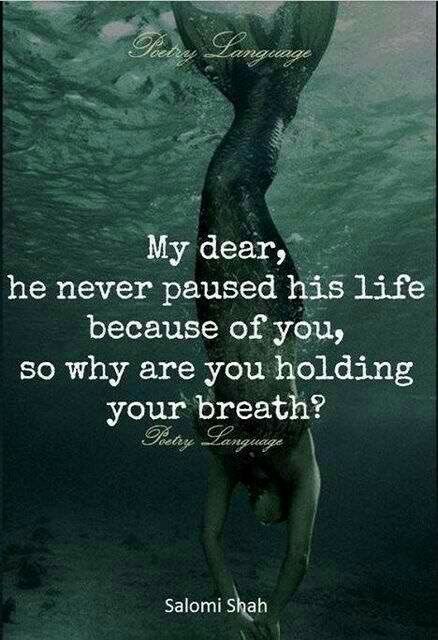 Poetry Language
My dear,
he never paused his life
because of you,
so why are you holding
your breath?
Poetry Language
Salomi Shah